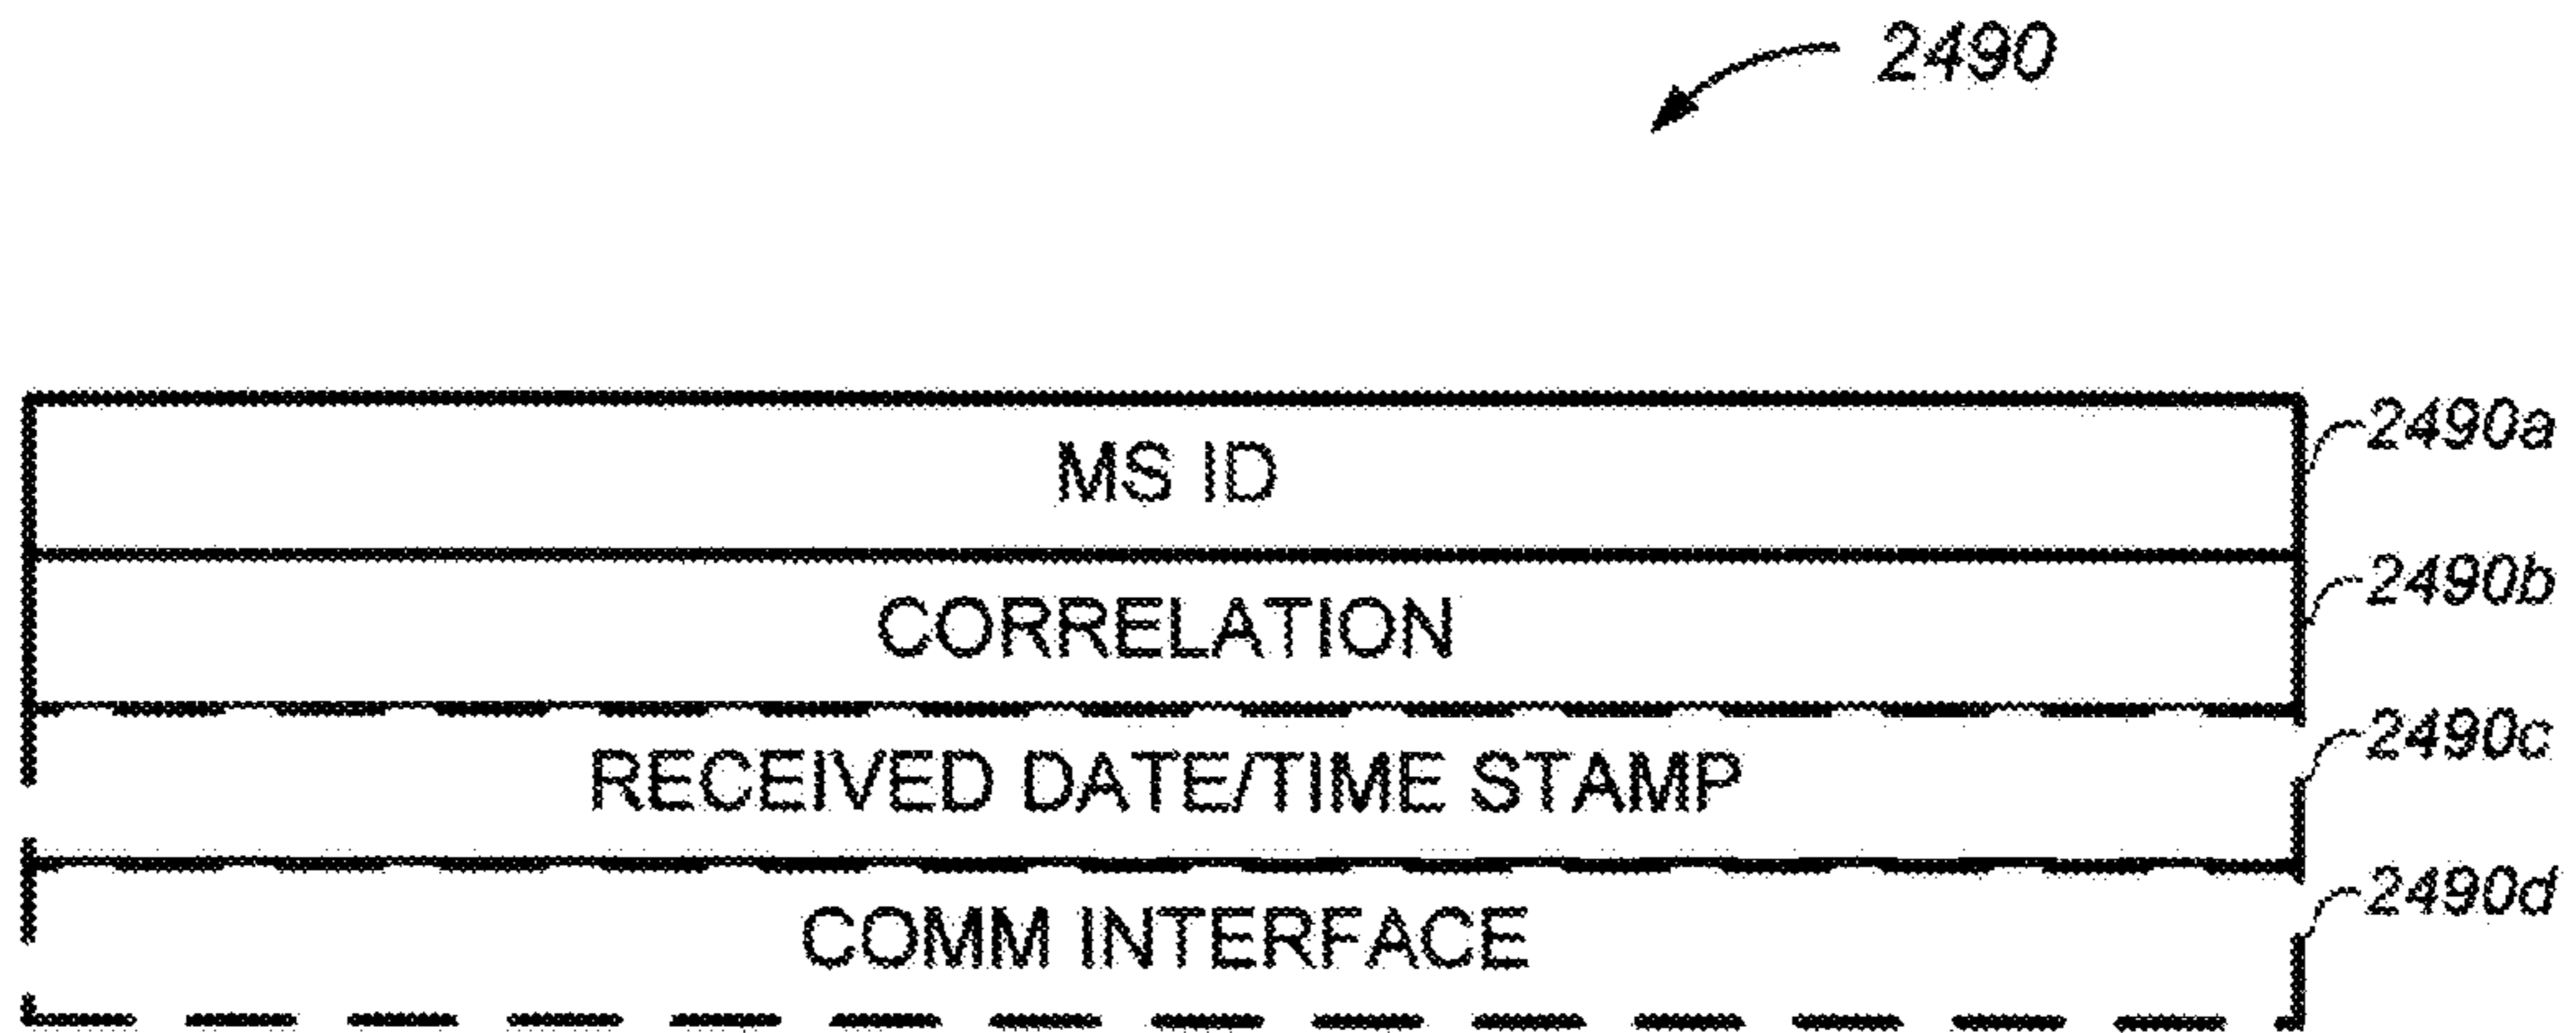 2490
MS ID 2490a
CORRELATION 2490b
RECEIVED DATE/TIME STAMP 2490c
COMM INTERFACE 2490d